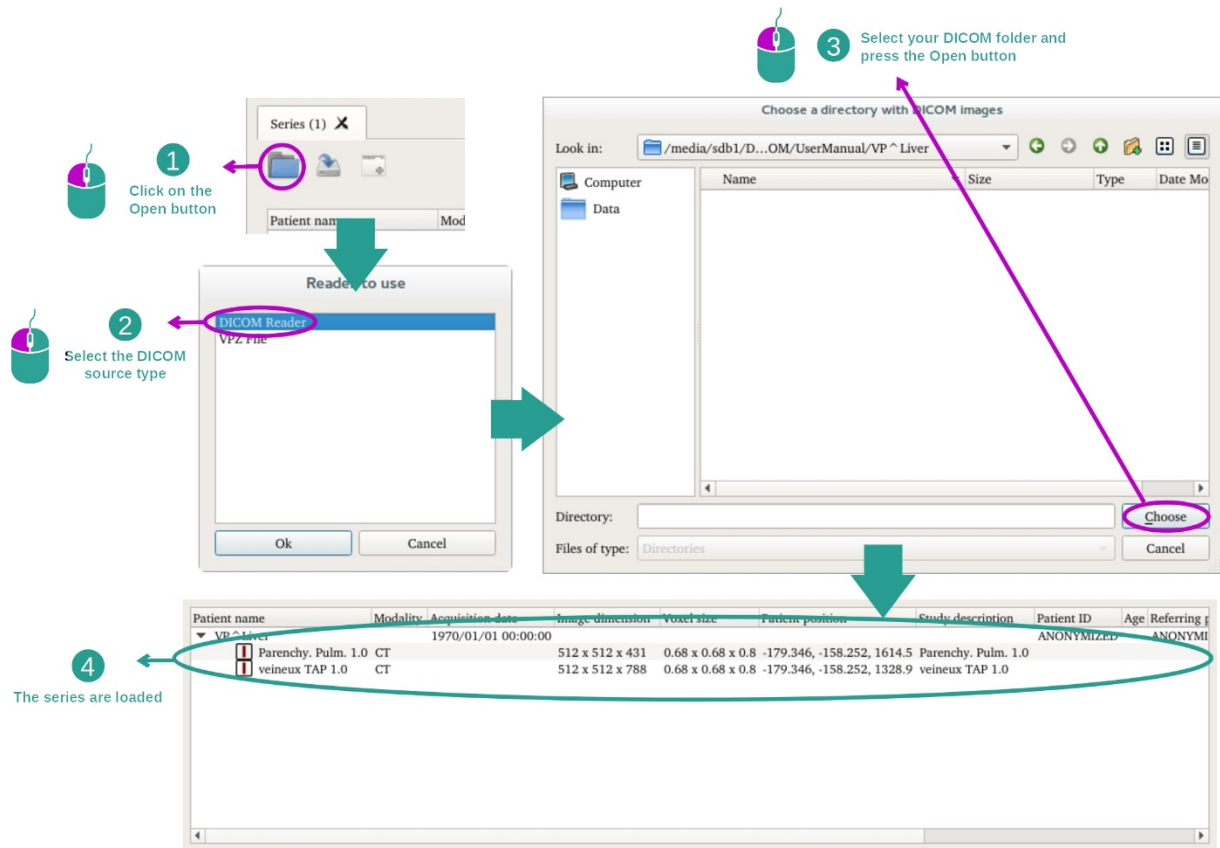 3
Select your DICOM folder and
press the Open button
Series (1)
1
Click on the
Open button
Patient nam
Mod
Choose a directory with DICOM images
Look in:
/media/sdb1/D...OM/UserManual/VP^Liver
Computer
Data
Name
Size
Type
Date Mo
Reader to use
DICOM Reader
VPZ File
2
Select the DICOM
source type
Ok
Cancel
Directory:
Choose
Files of type:
Directories
Cancel
Patient name Modality Acquisition date Image dimension Voxel size Patient position Study description Patient ID Age Referring p
VP^Liver 1970/01/01 00:00:00 ANONYMIZED ANONYMI
Parenchy. Pulm. 1.0 CT 512 x 512 x 431 0.68 x 0.68 x 0.8 -179.346, -158.252, 1614.5 Parenchy. Pulm. 1.0
veineux TAP 1.0 CT 512 x 512 x 788 0.68 x 0.68 x 0.8 -179.346, -158.252, 1328.9 veineux TAP 1.0
4
The series are loaded